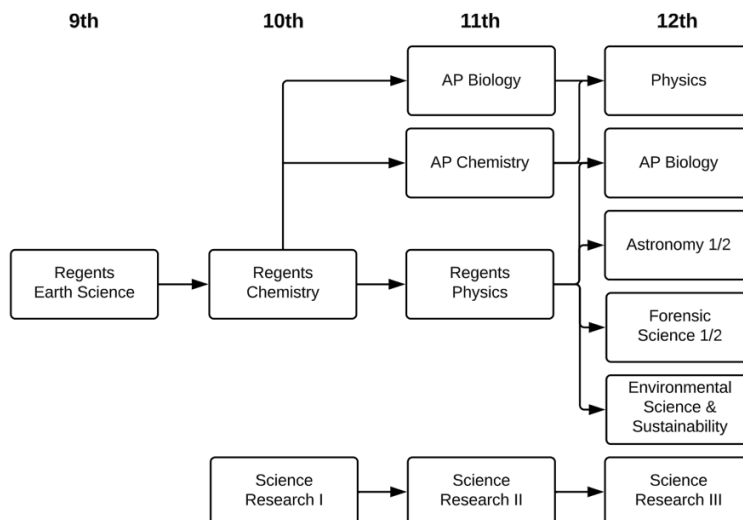 9th
10th
11th
12th
AP Biology
Physics
AP Chemistry
AP Biology
Regents
Earth Science
Regents
Chemistry
Regents
Physics
Astronomy 1/2
Forensic
Science 1/2
Environmental
Science &
Sustainability
Science
Research I
Science
Research II
Science
Research III